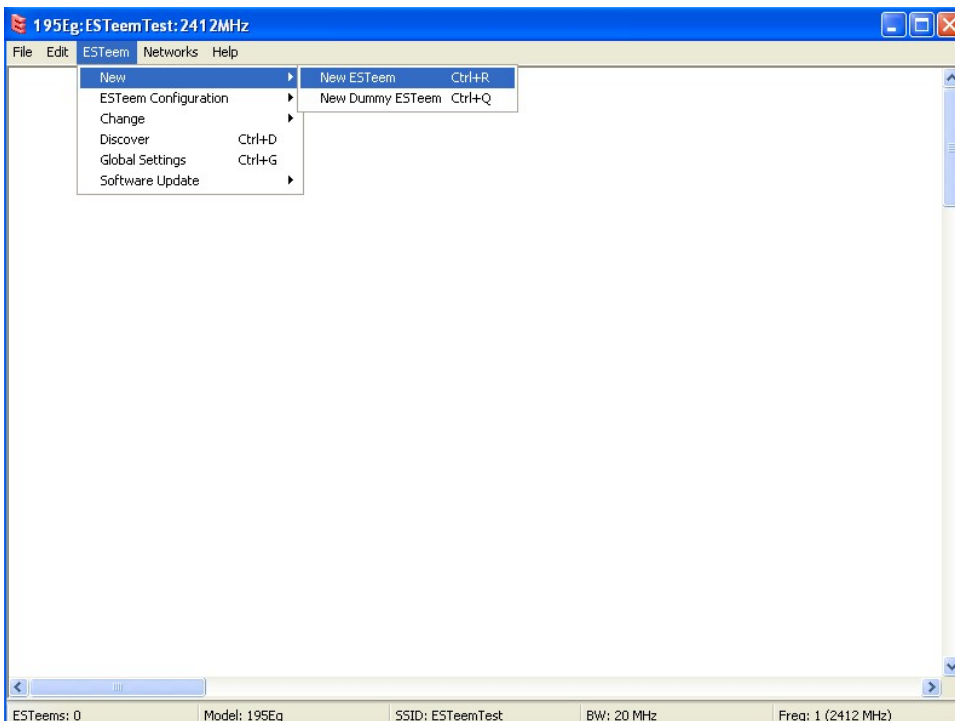 195Eg:ESTeemTest:2412MHz
File Edit ESTeem Networks Help
New
New ESTeem Ctrl+R
ESTeem Configuration
New Dummy ESTeem Ctrl+Q
Change
Discover Ctrl+D
Global Settings Ctrl+G
Software Update
ESTeems: 0 Model: 195Eg SSID: ESTeemTest BW: 20 MHz Freq: 1 (2412 MHz)